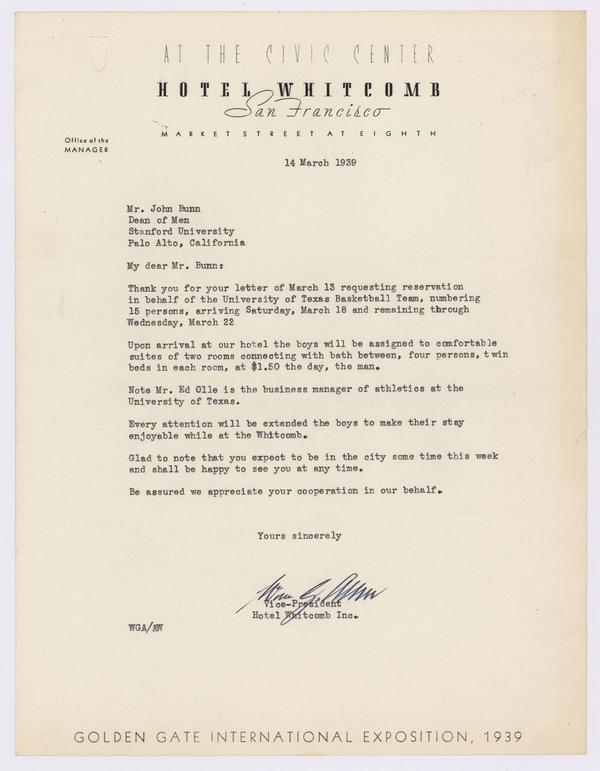 AT THE CIVIC CENTER
HOTEL WHITCOMB
San Francisco
MARKET STREET AT EIGHTH
Office of the
MANAGER
14 March 1939
Mr. John Bunn
Dean of Men
Stanford University
Palo Alto, California
My dear Mr. Bunn:
Thank you for your letter of March 13 requesting reservation
in behalf of the University of Texas Basketball Team, numbering
15 persons, arriving Saturday, March 18 and remaining through
Wednesday, March 22
Upon arrival at our hotel the boys will be assigned to comfortable
suites of two rooms connecting with bath between, four persons, twin
beds in each room, at $1.50 the day, the man.
Note Mr. Ed Olle is the business manager of athletics at the
University of Texas.
Every attention will be extended the boys to make their stay
enjoyable while at the Whitcomb.
Glad to note that you expect to be in the city some time this week
and shall be happy to see you at any time.
Be assured we appreciate your cooperation in our behalf.
Yours sincerely
Vice-President
Hotel Whitcomb Inc.
WGA/AW
GOLDEN GATE INTERNATIONAL EXPOSITION, 1939